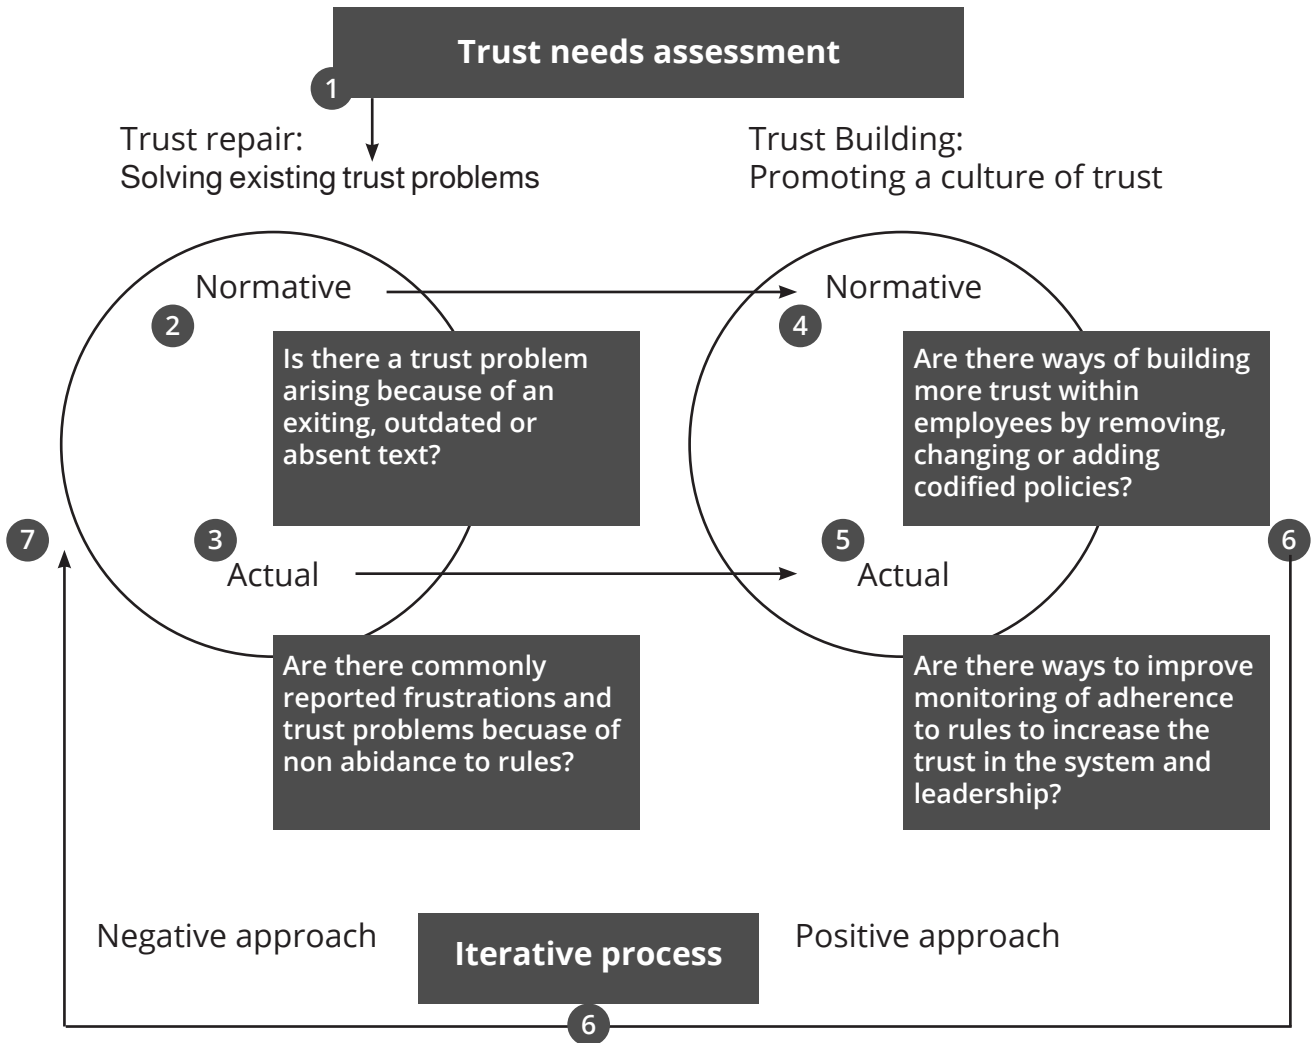 Trust needs assessment
1
Trust repair:
Solving existing trust problems
Trust Building:
Promoting a culture of trust
Normative
2
Is there a trust problem
arising because of an
exiting, outdated or
absent text?
3
Actual
Are there commonly
reported frustrations and
trust problems becuase of
non abidance to rules?
Normative
4
Are there ways of building
more trust within
employees by removing,
changing or adding
codified policies?
5
Actual
Are there ways to improve
monitoring of adherence
to rules to increase the
trust in the system and
leadership?
6
7
Negative approach
Iterative process
Positive approach
6